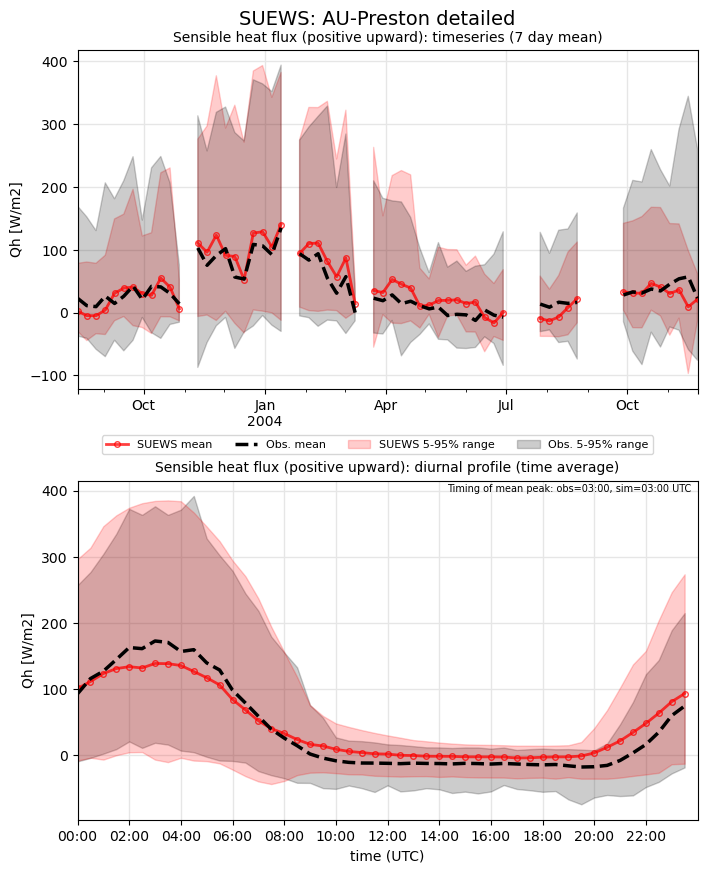 SUEWS: AU-Preston detailed
Sensible heat flux (positive upward): timeseries (7 day mean)
400
300
200
100
0
−100
Qh [W/m2]
Oct
Jan
2004
Apr
Jul
Oct
SUEWS mean
Obs. mean
SUEWS 5-95% range
Obs. 5-95% range
Sensible heat flux (positive upward): diurnal profile (time average)
Timing of mean peak: obs=03:00, sim=03:00 UTC
400
300
200
100
0
Qh [W/m2]
00:00
02:00
04:00
06:00
08:00
10:00
12:00
14:00
16:00
18:00
20:00
22:00
time (UTC)